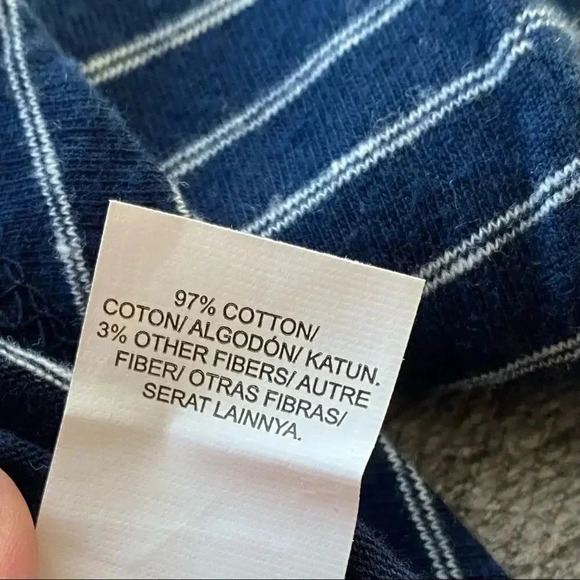 97% COTTON/
COTON/ ALGODÓN/ KATUN.
3% OTHER FIBERS/ AUTRE
FIBER/ OTRAS FIBRAS/
SERAT LAINNYA.